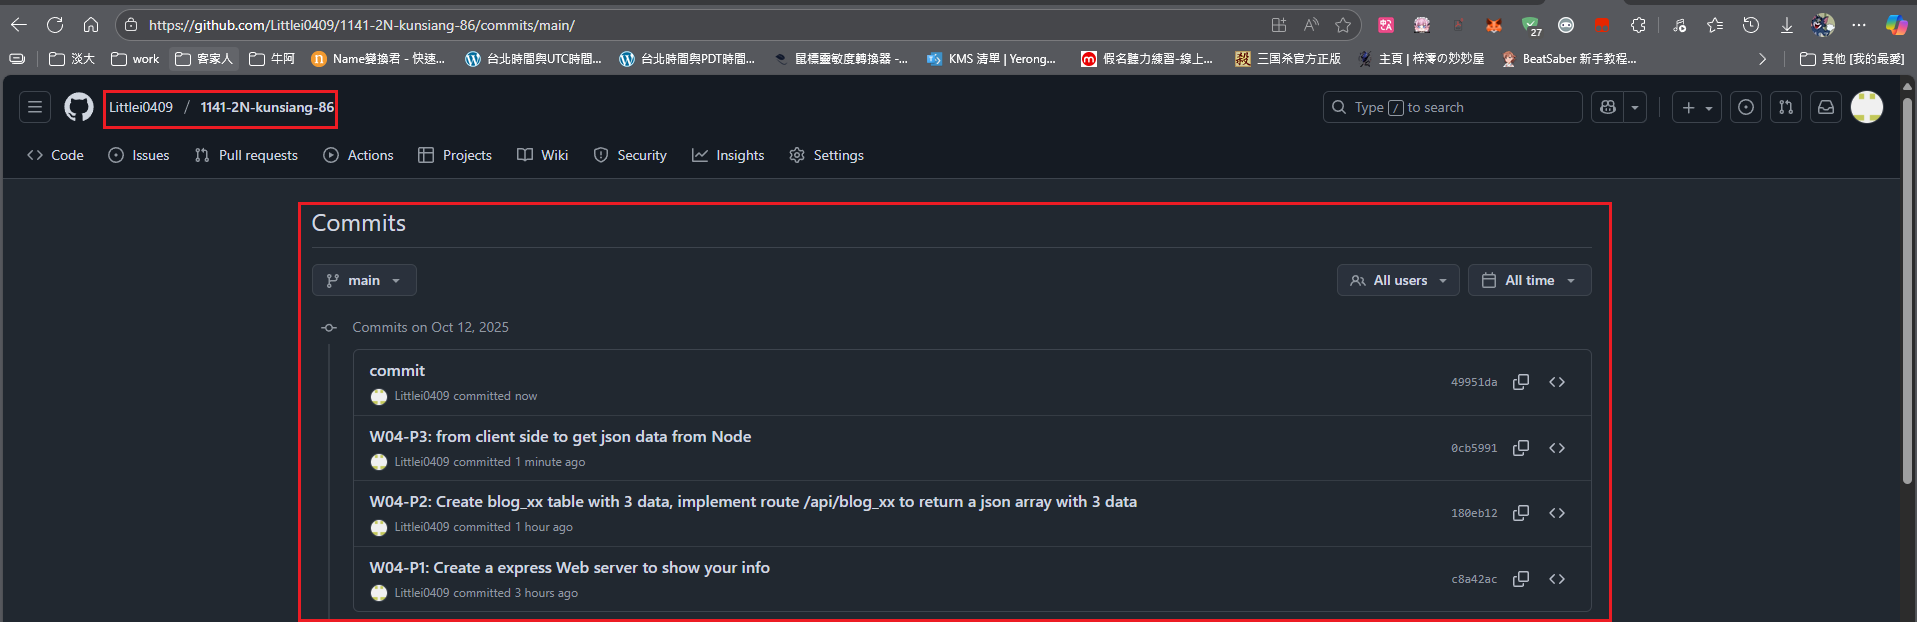 https://github.com/Littlei0409/1141-2N-kunsiang-86/commits/main/
27
淡大 work 客家人 牛阿 Name變換君 - 快速... 台北時間與UTC時間... 台北時間與PDT時間... 鼠標靈敏度轉換器 -... KMS 清單 | Yerong... 假名聽力練習-線上... 三国杀官方正版 主頁 | 梓澪の妙妙屋 BeatSaber 新手教程... 其他 [我的最愛]
Littlei0409 / 1141-2N-kunsiang-86
Type / to search
Code Issues Pull requests Actions Projects Wiki Security Insights Settings
Commits
main All users All time
Commits on Oct 12, 2025
commit
Littlei0409 committed now
49951da
W04-P3: from client side to get json data from Node
Littlei0409 committed 1 minute ago
0cb5991
W04-P2: Create blog_xx table with 3 data, implement route /api/blog_xx to return a json array with 3 data
Littlei0409 committed 1 hour ago
180eb12
W04-P1: Create a express Web server to show your info
Littlei0409 committed 3 hours ago
c8a42ac